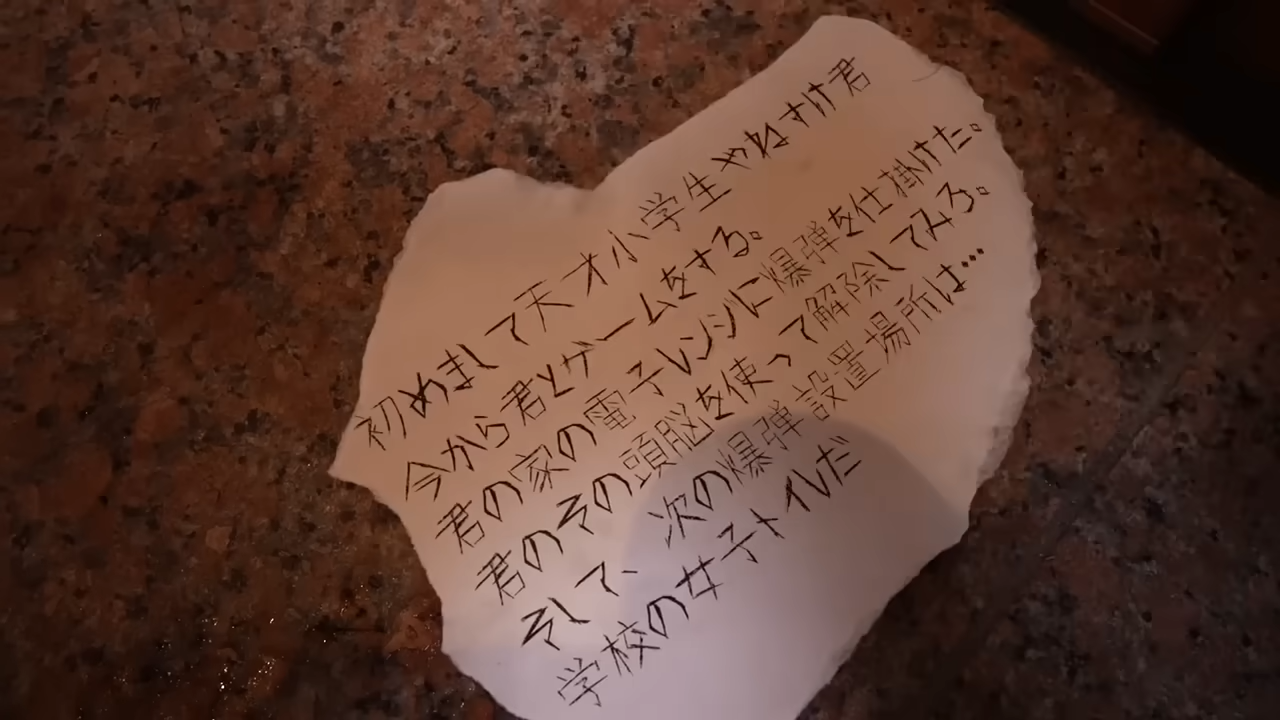 初めまして天才小学生やねすけ君
今から君とゲームをする。
君の家の電子レンジに爆弾を仕掛けた。
君のその頭脳を使って解除してみろ。
そして、次の爆弾設置場所は…
学校の女子トイレだ